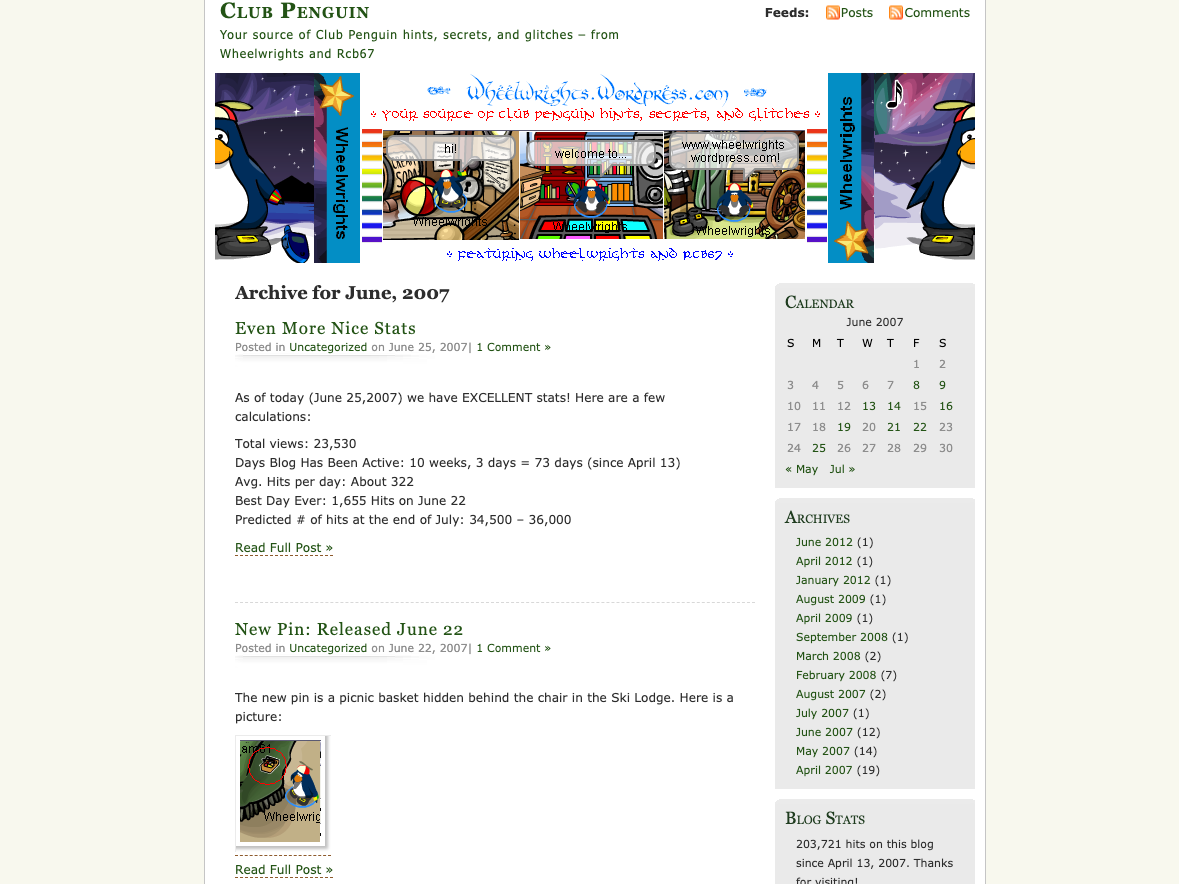 Club Penguin
Feeds: Posts Comments
Your source of Club Penguin hints, secrets, and glitches – from
Wheelwrights and Rcb67
Wheelwrights.Wordpress.com
your source of club penguin hints, secrets, and glitches
Wheelwrights
hi!
welcome to...
www.wheelwrights
.wordpress.com!
Wheelwrights
Wheelwrights
Wheelwrights
Wheelwrights
featuring wheelwrights and rcb67
Archive for June, 2007
Even More Nice Stats
Posted in Uncategorized on June 25, 2007| 1 Comment »
As of today (June 25,2007) we have EXCELLENT stats! Here are a few
calculations:
Total views: 23,530
Days Blog Has Been Active: 10 weeks, 3 days = 73 days (since April 13)
Avg. Hits per day: About 322
Best Day Ever: 1,655 Hits on June 22
Predicted # of hits at the end of July: 34,500 – 36,000
Read Full Post »
New Pin: Released June 22
Posted in Uncategorized on June 22, 2007| 1 Comment »
The new pin is a picnic basket hidden behind the chair in the Ski Lodge. Here is a
picture:
Wheelwrig
Read Full Post »
Calendar
June 2007
S M T W T F S
1 2
3 4 5 6 7 8 9
10 11 12 13 14 15 16
17 18 19 20 21 22 23
24 25 26 27 28 29 30
« May Jul »
Archives
June 2012 (1)
April 2012 (1)
January 2012 (1)
August 2009 (1)
April 2009 (1)
September 2008 (1)
March 2008 (2)
February 2008 (7)
August 2007 (2)
July 2007 (1)
June 2007 (12)
May 2007 (14)
April 2007 (19)
Blog Stats
203,721 hits on this blog
since April 13, 2007. Thanks
for visiting!